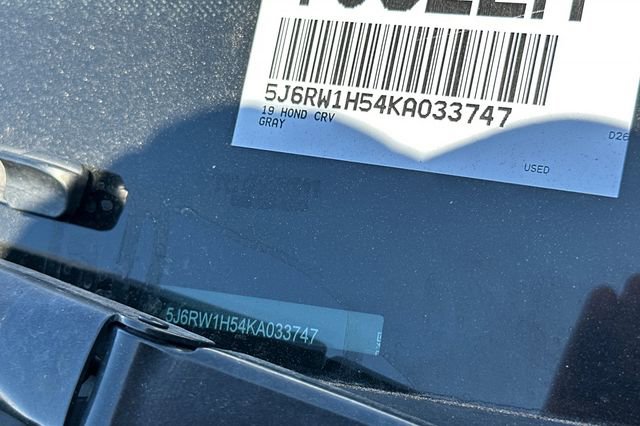 5J6RW1H54KA033747
19 HOND CRV
GRAY
D26
USED
5J6RW1H54KA033747